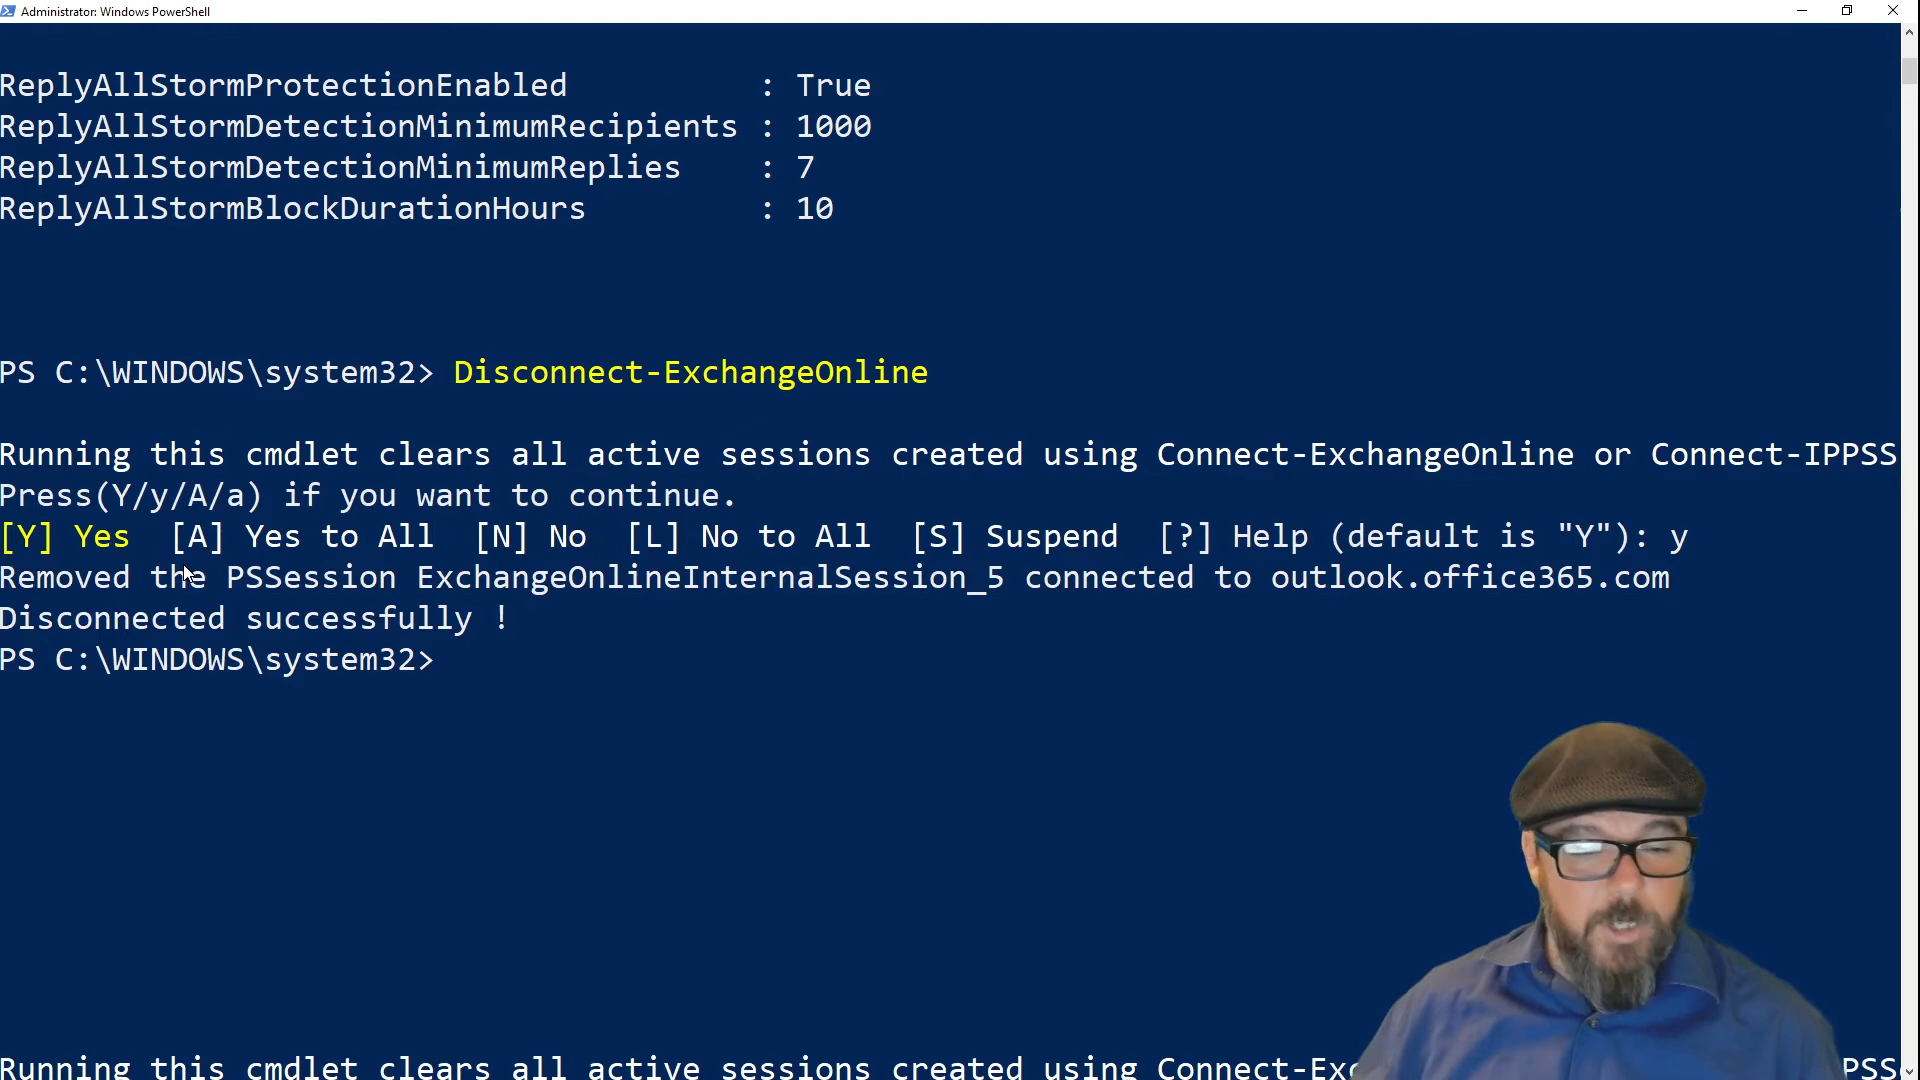 Administrator: Windows PowerShell
ReplyAllStormProtectionEnabled : True
ReplyAllStormDetectionMinimumRecipients : 1000
ReplyAllStormDetectionMinimumReplies : 7
ReplyAllStormBlockDurationHours : 10
PS C:\WINDOWS\system32> Disconnect-ExchangeOnline
Running this cmdlet clears all active sessions created using Connect-ExchangeOnline or Connect-IPPSS
Press(Y/y/A/a) if you want to continue.
[Y] Yes [A] Yes to All [N] No [L] No to All [S] Suspend [?] Help (default is "Y"): y
Removed the PSSession ExchangeOnlineInternalSession_5 connected to outlook.office365.com
Disconnected successfully !
PS C:\WINDOWS\system32>
Running this cmdlet clears all active sessions created using Connect-Exc PSS